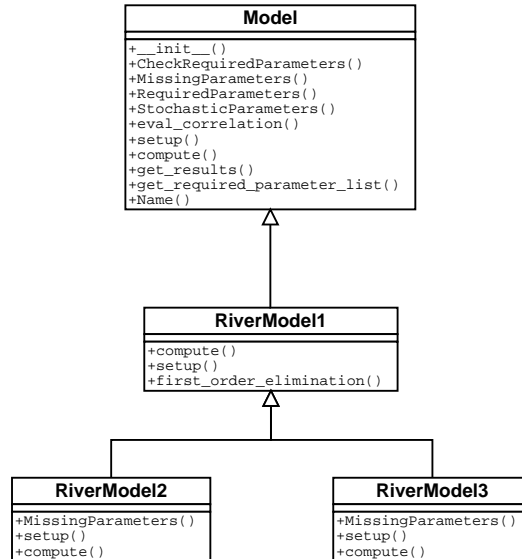 Model
+__init__()
+CheckRequiredParameters()
+MissingParameters()
+RequiredParameters()
+StochasticParameters()
+eval_correlation()
+setup()
+compute()
+get_results()
+get_required_parameter_list()
+Name()
RiverModel1
+compute()
+setup()
+first_order_elimination()
RiverModel2
+MissingParameters()
+setup()
+compute()
RiverModel3
+MissingParameters()
+setup()
+compute()